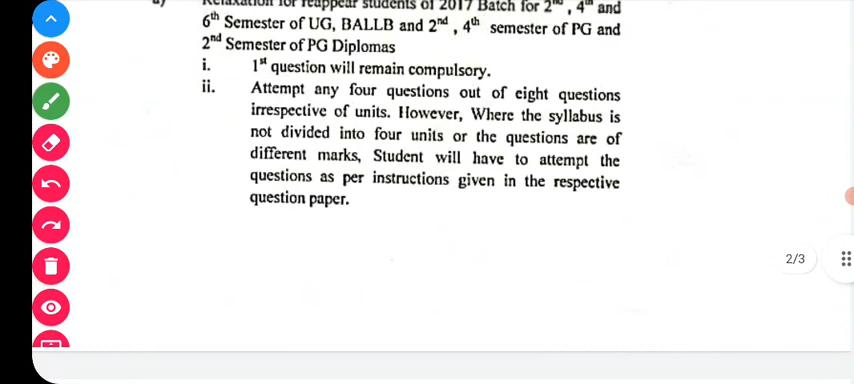 Relaxation for reappear students of 2017 Batch for 2nd , 4th and
6th Semester of UG, BALLB and 2nd , 4th semester of PG and
2nd Semester of PG Diplomas
i. 1st question will remain compulsory.
ii. Attempt any four questions out of eight questions
irrespective of units. However, Where the syllabus is
not divided into four units or the questions are of
different marks, Student will have to attempt the
questions as per instructions given in the respective
question paper.
2/3